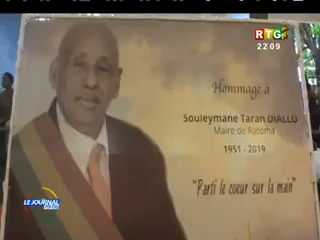 RTG
22 09
Hommage à
Souleymane Taran DIALLO
Maire de Ratoma
1951 - 2019
"Parti le coeur sur la main"
LE JOURNAL